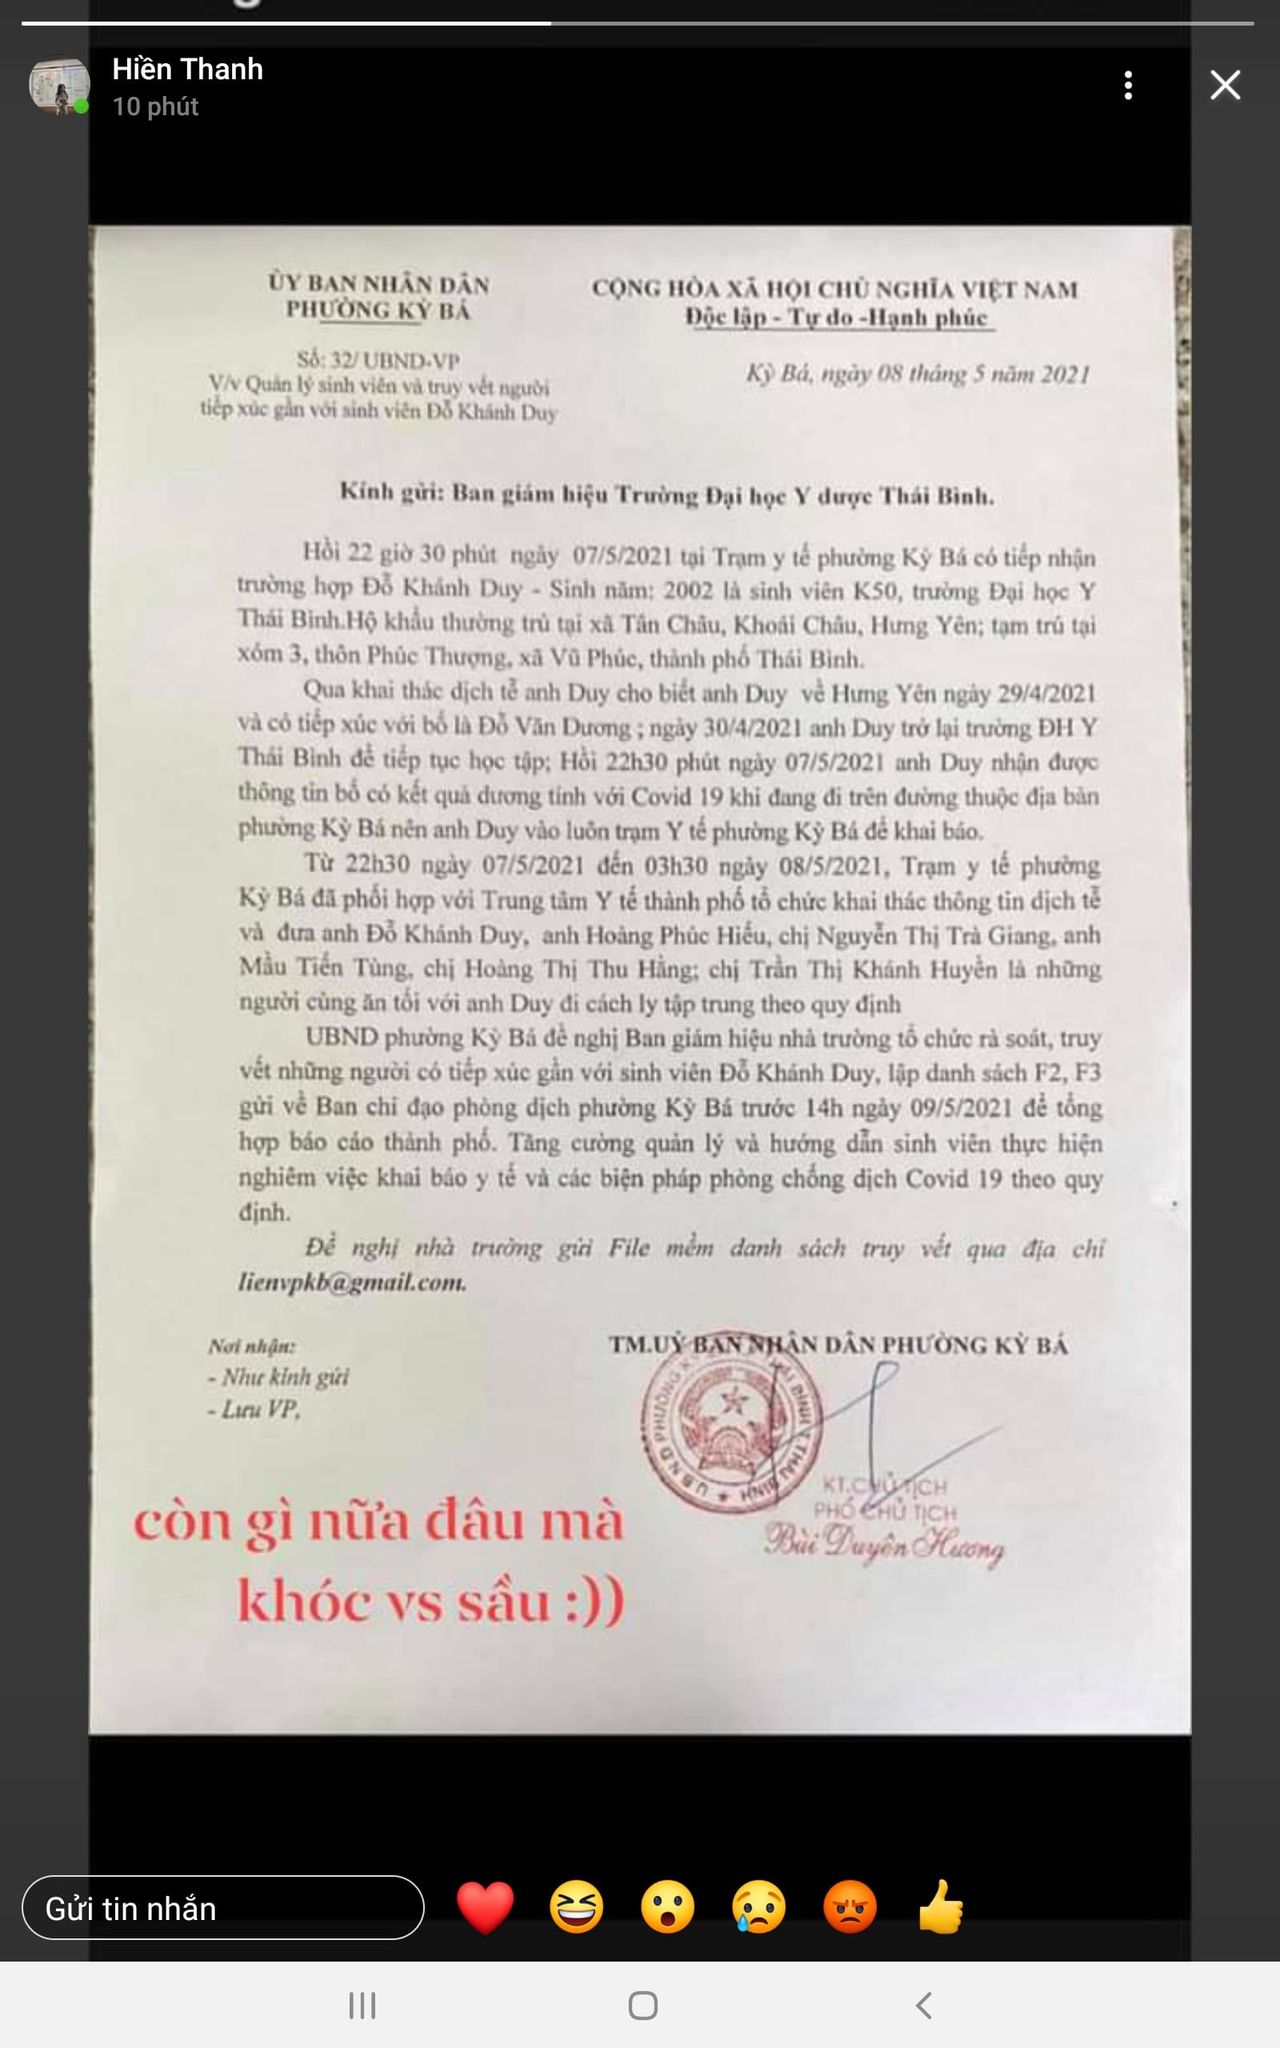 Hiền Thanh
10 phút
ỦY BAN NHÂN DÂN
PHƯỜNG KỲ BÁ
CỘNG HÒA XÃ HỘI CHỦ NGHĨA VIỆT NAM
Độc lập - Tự do -Hạnh phúc
Số: 32/ UBND-VP
V/v Quản lý sinh viên và truy vết người
tiếp xúc gần với sinh viên Đỗ Khánh Duy
Kỳ Bá, ngày 08 tháng 5 năm 2021
Kính gửi: Ban giám hiệu Trường Đại học Y dược Thái Bình.
Hồi 22 giờ 30 phút ngày 07/5/2021 tại Trạm y tế phường Kỳ Bá có tiếp nhận
trường hợp Đỗ Khánh Duy - Sinh năm: 2002 là sinh viên K50, trường Đại học Y
Thái Bình.Hộ khẩu thường trú tại xã Tân Châu, Khoái Châu, Hưng Yên; tạm trú tại
xóm 3, thôn Phúc Thượng, xã Vũ Phúc, thành phố Thái Bình.
Qua khai thác dịch tễ anh Duy cho biết anh Duy về Hưng Yên ngày 29/4/2021
và có tiếp xúc với bố là Đỗ Văn Dương ; ngày 30/4/2021 anh Duy trở lại trường ĐH Y
Thái Bình để tiếp tục học tập; Hồi 22h30 phút ngày 07/5/2021 anh Duy nhận được
thông tin bố có kết quả dương tính với Covid 19 khi đang đi trên đường thuộc địa bàn
phường Kỳ Bá nên anh Duy vào luôn trạm Y tế phường Kỳ Bá để khai báo.
Từ 22h30 ngày 07/5/2021 đến 03h30 ngày 08/5/2021, Trạm y tế phường
Kỳ Bá đã phối hợp với Trung tâm Y tế thành phố tổ chức khai thác thông tin dịch tễ
và đưa anh Đỗ Khánh Duy, anh Hoàng Phúc Hiếu, chị Nguyễn Thị Trà Giang, anh
Mầu Tiến Tùng, chị Hoàng Thị Thu Hằng; chị Trần Thị Khánh Huyền là những
người cùng ăn tối với anh Duy đi cách ly tập trung theo quy định
UBND phường Kỳ Bá đề nghị Ban giám hiệu nhà trường tổ chức rà soát, truy
vết những người có tiếp xúc gần với sinh viên Đỗ Khánh Duy, lập danh sách F2, F3
gửi về Ban chỉ đạo phòng dịch phường Kỳ Bá trước 14h ngày 09/5/2021 để tổng
hợp báo cáo thành phố. Tăng cường quản lý và hướng dẫn sinh viên thực hiện
nghiêm việc khai báo y tế và các biện pháp phòng chống dịch Covid 19 theo quy
định.
Đề nghị nhà trường gửi File mềm danh sách truy vết qua địa chỉ
lienvpkb@gmail.com.
Nơi nhận:
- Như kính gửi
- Lưu VP,
TM.UỶ BAN NHÂN DÂN PHƯỜNG KỲ BÁ
KT.CHỦ TỊCH
PHÓ CHỦ TỊCH
Bùi Duyên Hương
còn gì nữa đâu mà
khóc vs sầu :))
Gửi tin nhắn